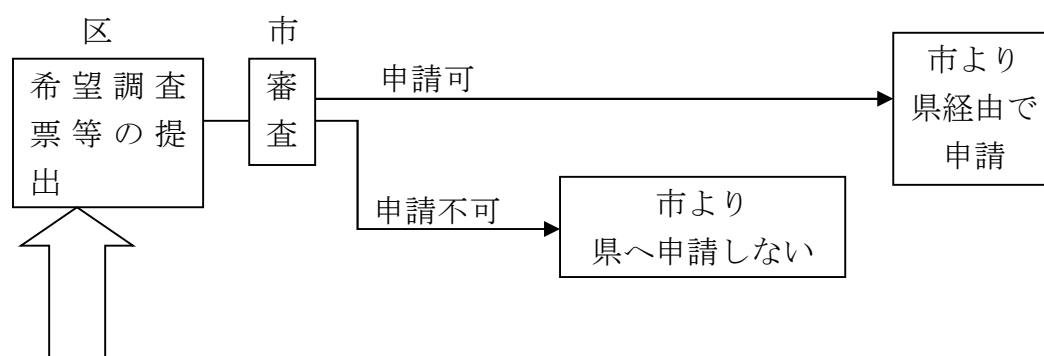 区
市
希望調査
票等の提
出
審
査
申請可
市より
県経由で
申請
申請不可
市より
県へ申請しない